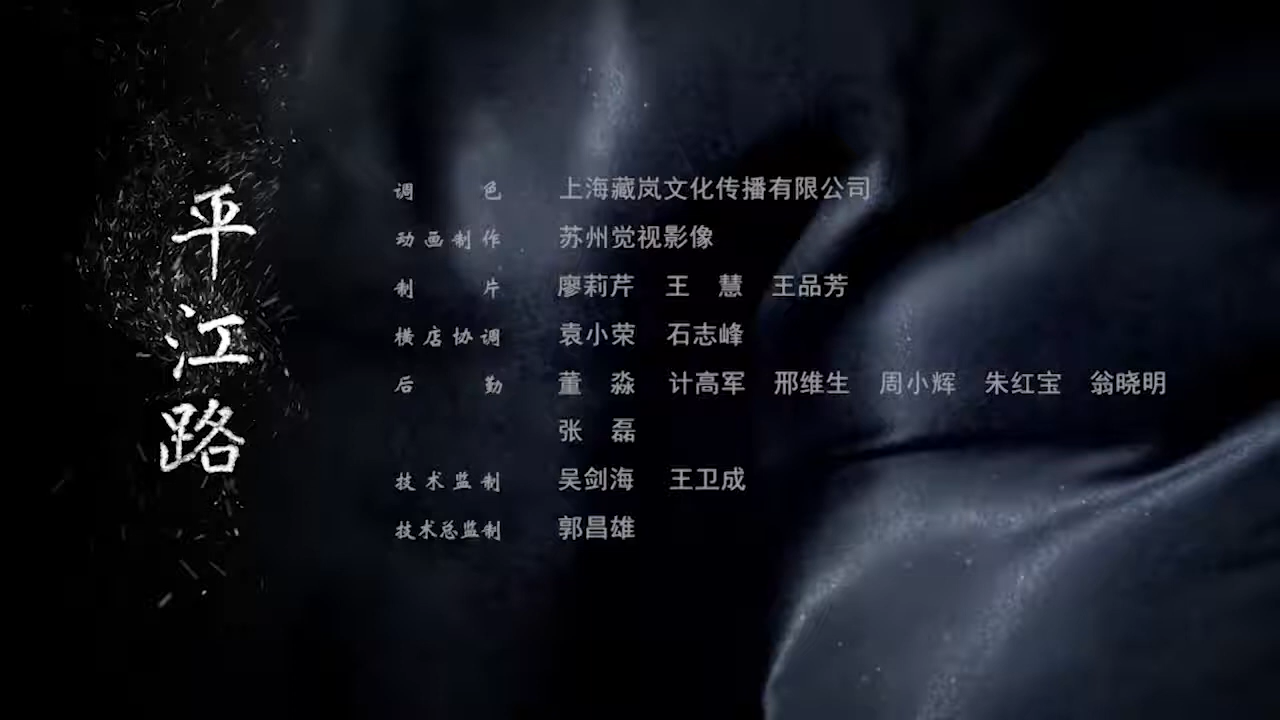 平江路
调 色 上海藏岚文化传播有限公司
动画制作 苏州觉视影像
制 片 廖莉芹 王 慧 王品芳
横店协调 袁小荣 石志峰
后 勤 董 淼 计高军 邢维生 周小辉 朱红宝 翁晓明
张 磊
技术监制 吴剑海 王卫成
技术总监制 郭昌雄